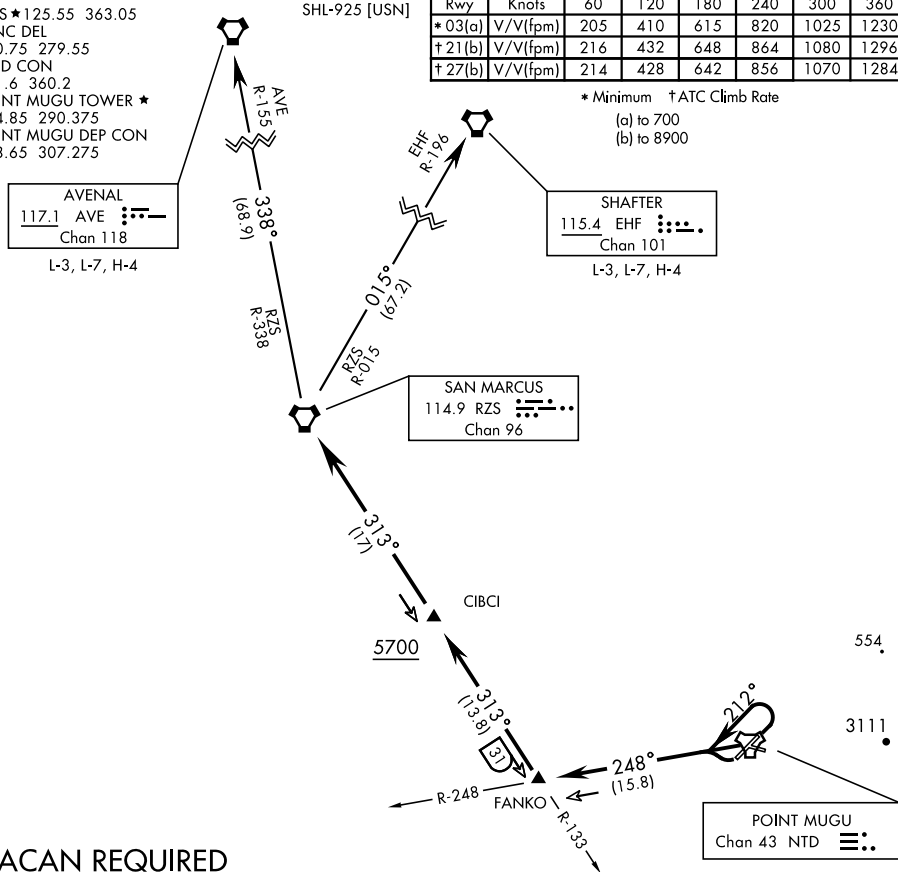 S ★ 125.55 363.05
NC DEL
0.75 279.55
D CON
.6 360.2
NT MUGU TOWER ★
4.85 290.375
NT MUGU DEP CON
8.65 307.275
SHL-925 [USN]
Rwy Knots 60 120 180 240 300 360
* 03(a) V/V(fpm) 205 410 615 820 1025 1230
† 21(b) V/V(fpm) 216 432 648 864 1080 1296
† 27(b) V/V(fpm) 214 428 642 856 1070 1284
* Minimum † ATC Climb Rate
(a) to 700
(b) to 8900
AVE
R-155
EHF
R-196
AVENAL
117.1 AVE
Chan 118
L-3, L-7, H-4
338°
(68.9)
SHAFTER
115.4 EHF
Chan 101
L-3, L-7, H-4
015°
(67.2)
RZS
R-338
RZS
R-015
SAN MARCUS
114.9 RZS
Chan 96
313°
(17)
CIBCI
5700
554
313°
(13.8)
31
212°
3111
248°
(15.8)
R-248
FANKO
R-133
POINT MUGU
Chan 43 NTD
ACAN REQUIRED